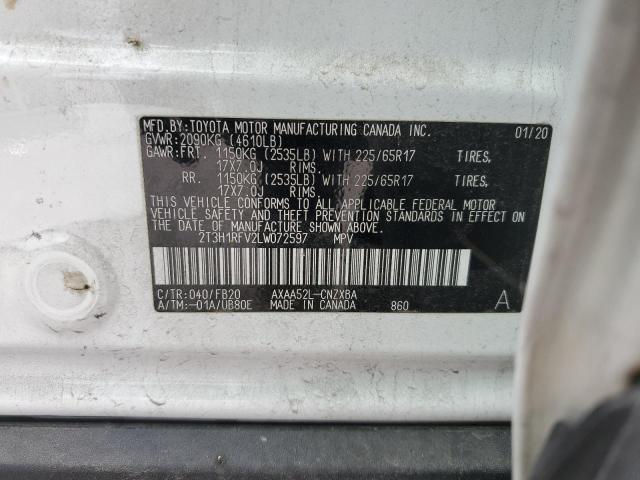 MFD.BY:TOYOTA MOTOR MANUFACTURING CANADA INC. 01/20
GVWR:2090KG (4610LB)
GAWR:FRT. 1150KG (2535LB) WITH 225/65R17 TIRES,
17X7.0J RIMS.
RR. 1150KG (2535LB) WITH 225/65R17 TIRES,
17X7.0J RIMS.
THIS VEHICLE CONFORMS TO ALL APPLICABLE FEDERAL MOTOR
VEHICLE SAFETY AND THEFT PREVENTION STANDARDS IN EFFECT ON
THE DATE OF MANUFACTURE SHOWN ABOVE.
2T3H1RFV2LW072597 MPV
C/TR:040/FB20 AXAA52L-CNZXBA
A/TM:-01A/UB80E MADE IN CANADA 860 A